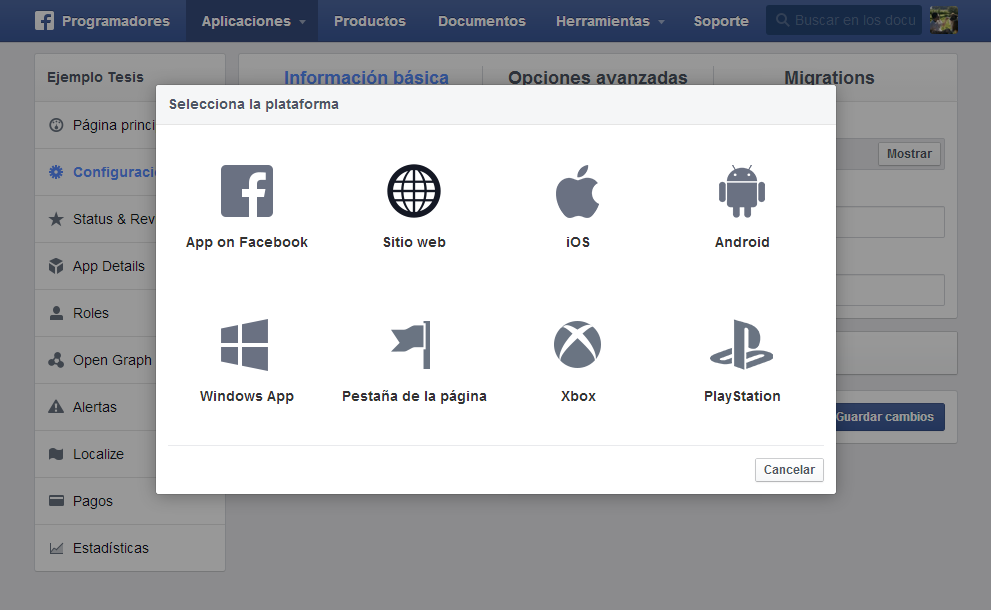 Programadores Aplicaciones Productos Documentos Herramientas Soporte Buscar en los docu
Ejemplo Tesis
Información básica Opciones avanzadas Migrations
Selecciona la plataforma
Página princi
Mostrar
Configuraci
Status & Rev
App Details
Roles
Open Graph
Alertas
Localize
Pagos
Estadísticas
App on Facebook Sitio web iOS Android
Windows App Pestaña de la página Xbox PlayStation
Guardar cambios
Cancelar